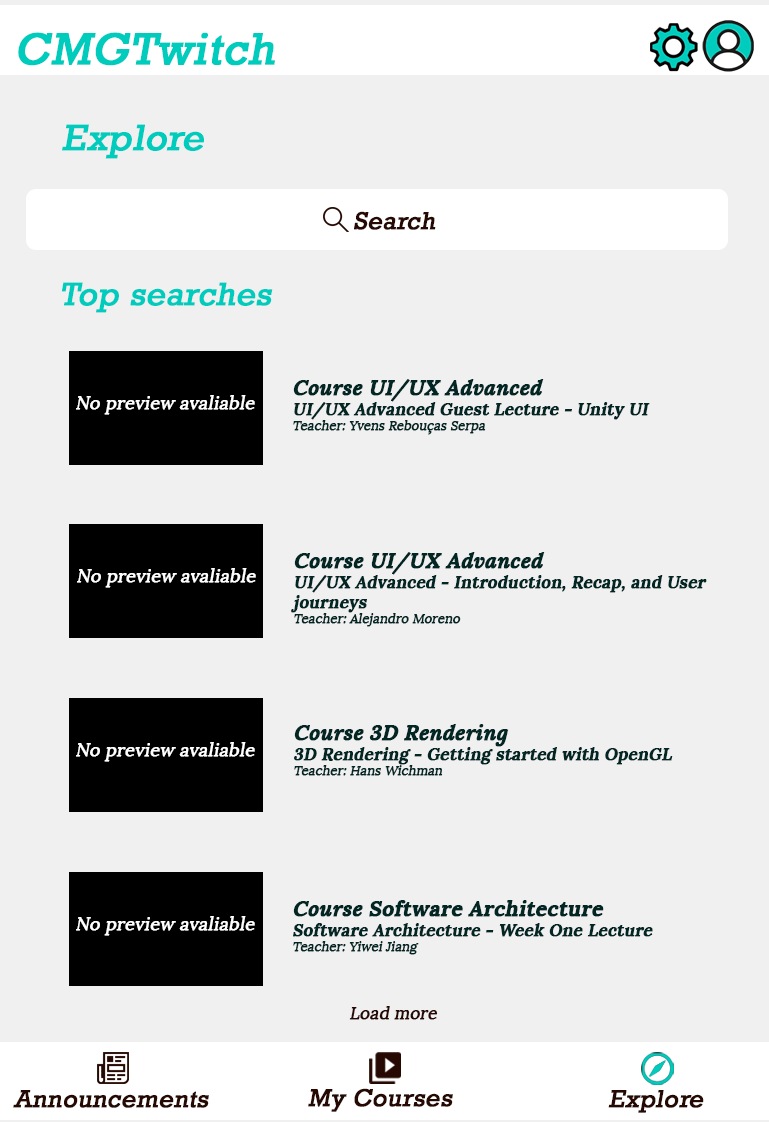 CMGTwitch
Explore
Search
Top searches
No preview avaliable
Course UI/UX Advanced
UI/UX Advanced Guest Lecture - Unity UI
Teacher: Yvens Rebouças Serpa
No preview avaliable
Course UI/UX Advanced
UI/UX Advanced - Introduction, Recap, and User
journeys
Teacher: Alejandro Moreno
No preview avaliable
Course 3D Rendering
3D Rendering - Getting started with OpenGL
Teacher: Hans Wichman
No preview avaliable
Course Software Architecture
Software Architecture - Week One Lecture
Teacher: Yiwei Jiang
Load more
Announcements
My Courses
Explore